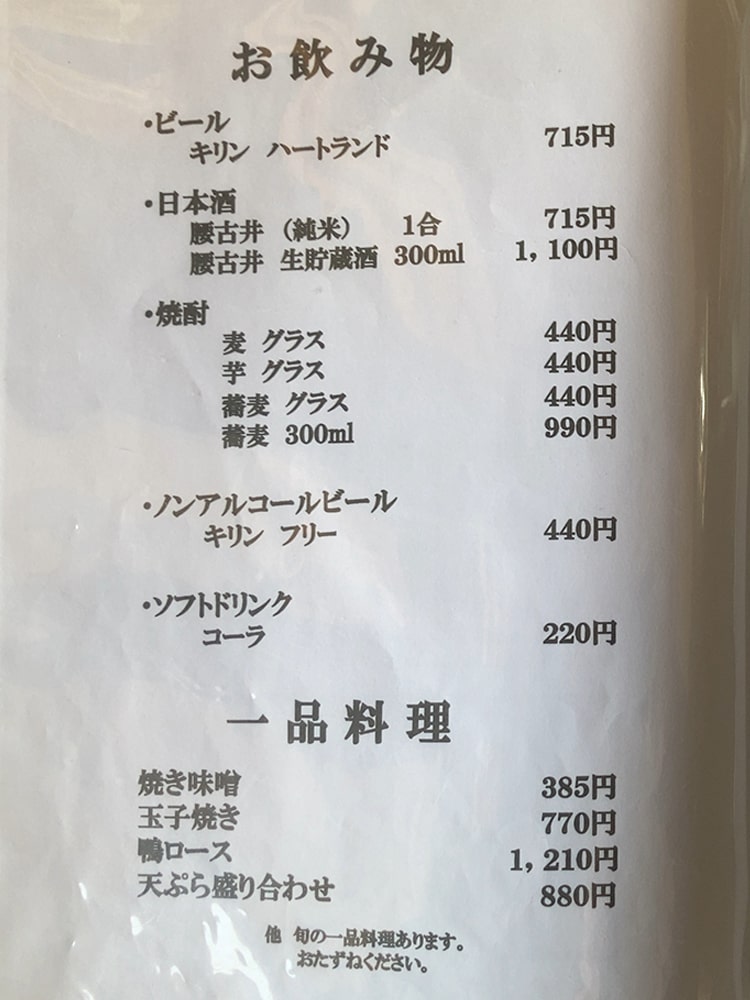 お飲み物
・ビール
キリン ハートランド 715円
・日本酒
腰古井 （純米） 1合 715円
腰古井 生貯蔵酒 300ml 1，100円
・焼酎
麦 グラス 440円
芋 グラス 440円
蕎麦 グラス 440円
蕎麦 300ml 990円
・ノンアルコールビール
キリン フリー 440円
・ソフトドリンク
コーラ 220円
一品料理
焼き味噌 385円
玉子焼き 770円
鴨ロース 1，210円
天ぷら盛り合わせ 880円
他 旬の一品料理あります。
おたずねください。